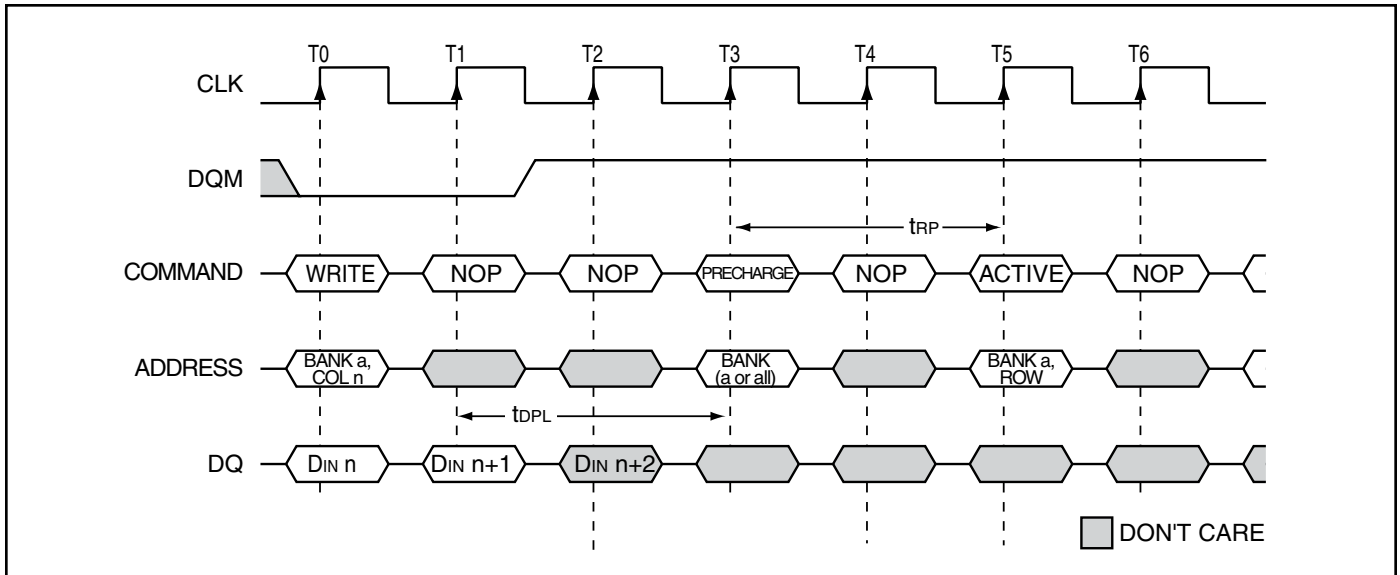 T0 T1 T2 T3 T4 T5 T6
CLK
DQM
tRP
COMMAND WRITE NOP NOP PRECHARGE NOP ACTIVE NOP
ADDRESS BANK a, COL n BANK (a or all) BANK a, ROW
tDPL
DQ DIN n DIN n+1 DIN n+2
DON'T CARE